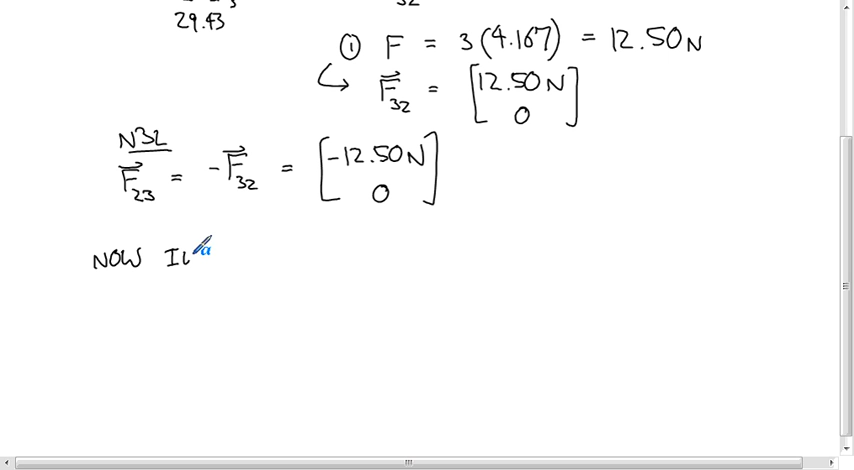 29.43
① F = 3(4.167) = 12.50N
↳ F⃗32 = [12.50N
0]
N3L
F⃗23 = -F⃗32 = [-12.50N
0]
NOW